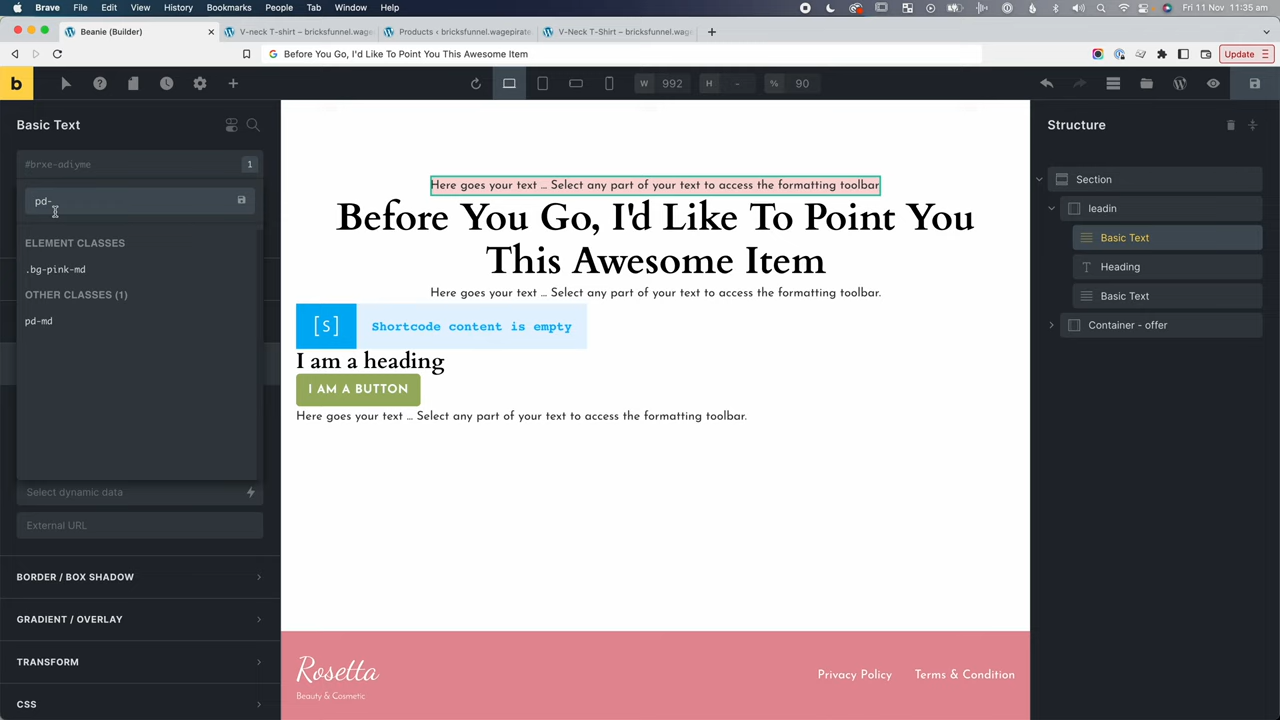 Brave File Edit View History Bookmarks People Tab Window Help Fri 11 Nov 11:35 am
Beanie (Builder)
V-neck T-shirt – bricksfunnel.wage
Products ‹ bricksfunnel.wagepirate
V-Neck T-Shirt – bricksfunnel.wag
Before You Go, I'd Like To Point You This Awesome Item
Update
b
W 992 H - % 90
Basic Text
#brxe-adiyme
1
pd-
ELEMENT CLASSES
.bg-pink-md
OTHER CLASSES (1)
pd-md
Select dynamic data
External URL
BORDER / BOX SHADOW
GRADIENT / OVERLAY
TRANSFORM
CSS
Here goes your text ... Select any part of your text to access the formatting toolbar
Before You Go, I'd Like To Point You
This Awesome Item
Here goes your text ... Select any part of your text to access the formatting toolbar.
[S]
Shortcode content is empty
I am a heading
I AM A BUTTON
Here goes your text ... Select any part of your text to access the formatting toolbar.
Rosetta
Beauty & Cosmetic
Privacy Policy
Terms & Condition
Structure
Section
leadin
Basic Text
Heading
Basic Text
Container - offer